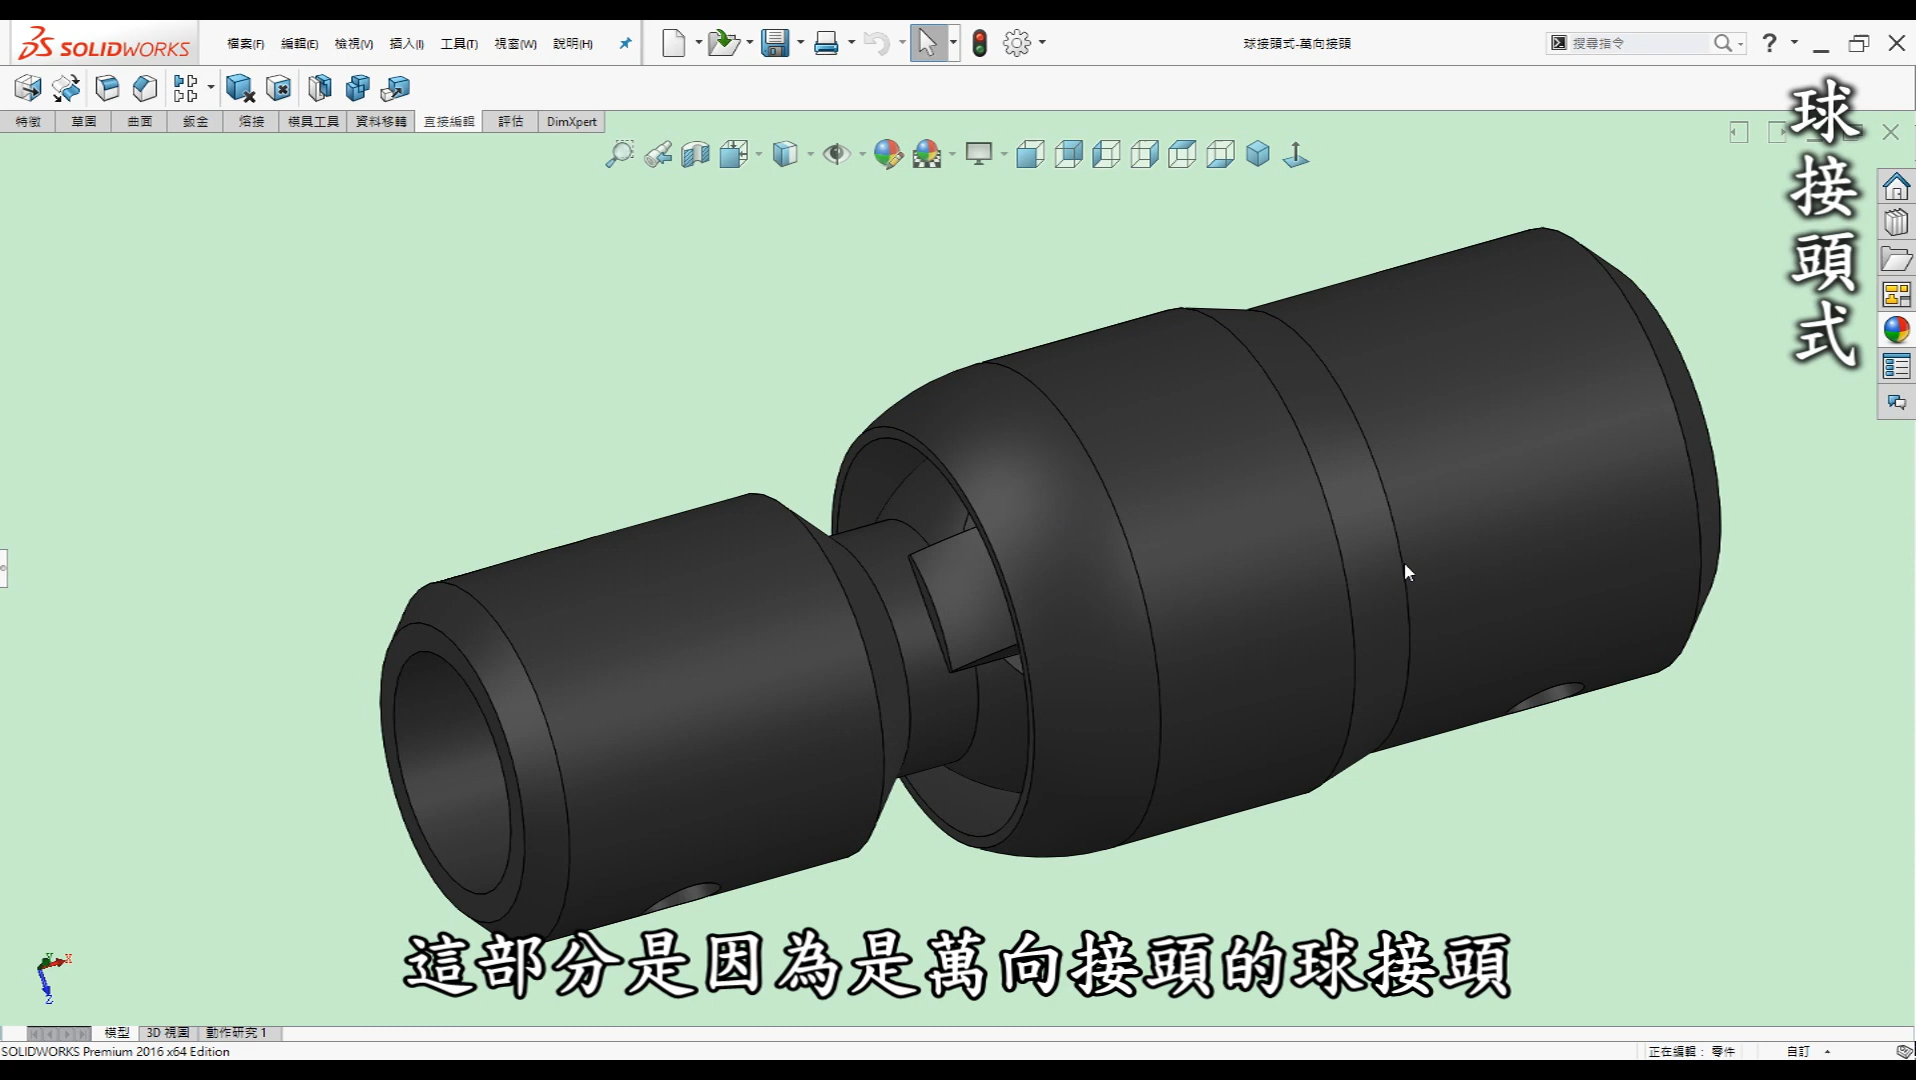 SOLIDWORKS
檔案(F) 編輯(E) 檢視(V) 插入(I) 工具(T) 視窗(W) 說明(H)
球接頭式-萬向接頭
搜尋指令
?
特徵 草圖 曲面 鈑金 熔接 模具工具 資料移轉 直接編輯 評估 DimXpert
球接頭式
Y X Z
這部分是因為是萬向接頭的球接頭
模型 3D 視圖 動作研究 1
SOLIDWORKS Premium 2016 x64 Edition
正在編輯： 零件
自訂